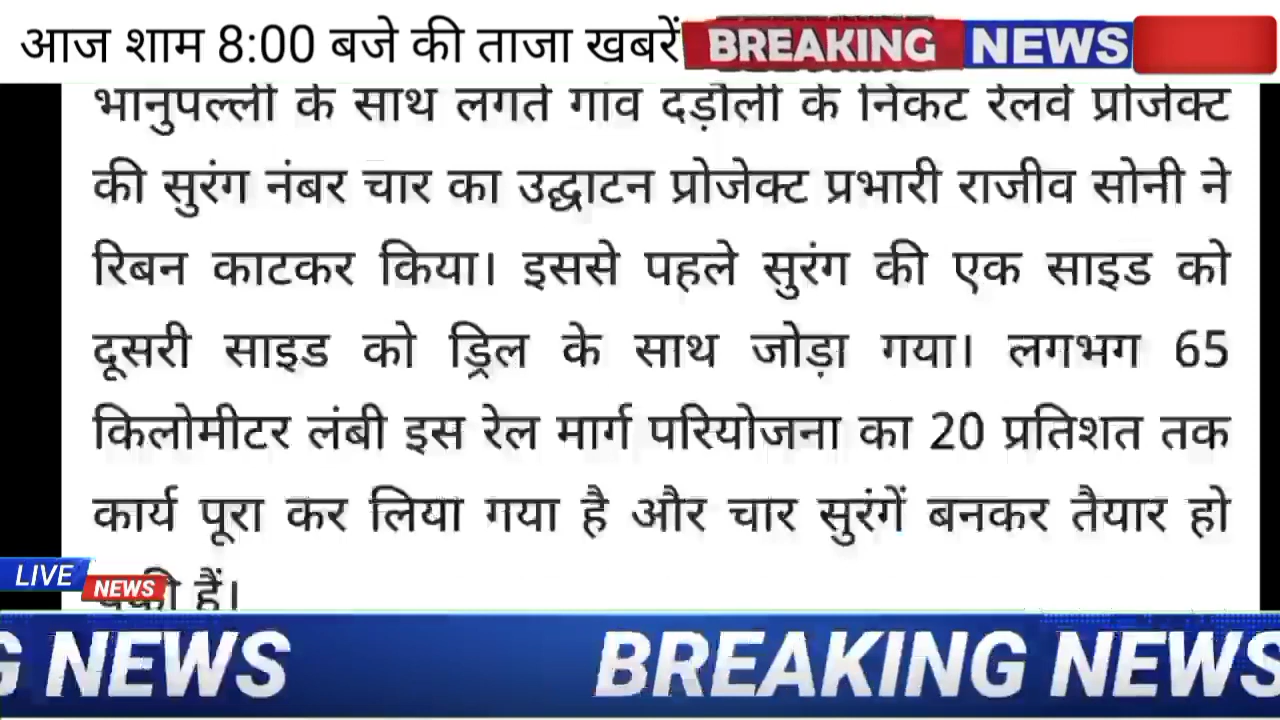 आज शाम 8:00 बजे की ताजा खबरें BREAKING NEWS
भानुपल्ली के साथ लगते गांव दड़ौली के निकट रेलवे प्रोजेक्ट
की सुरंग नंबर चार का उद्घाटन प्रोजेक्ट प्रभारी राजीव सोनी ने
रिबन काटकर किया। इससे पहले सुरंग की एक साइड को
दूसरी साइड को ड्रिल के साथ जोड़ा गया। लगभग 65
किलोमीटर लंबी इस रेल मार्ग परियोजना का 20 प्रतिशत तक
कार्य पूरा कर लिया गया है और चार सुरंगें बनकर तैयार हो
हैं।
LIVE
NEWS
G NEWS BREAKING NEWS